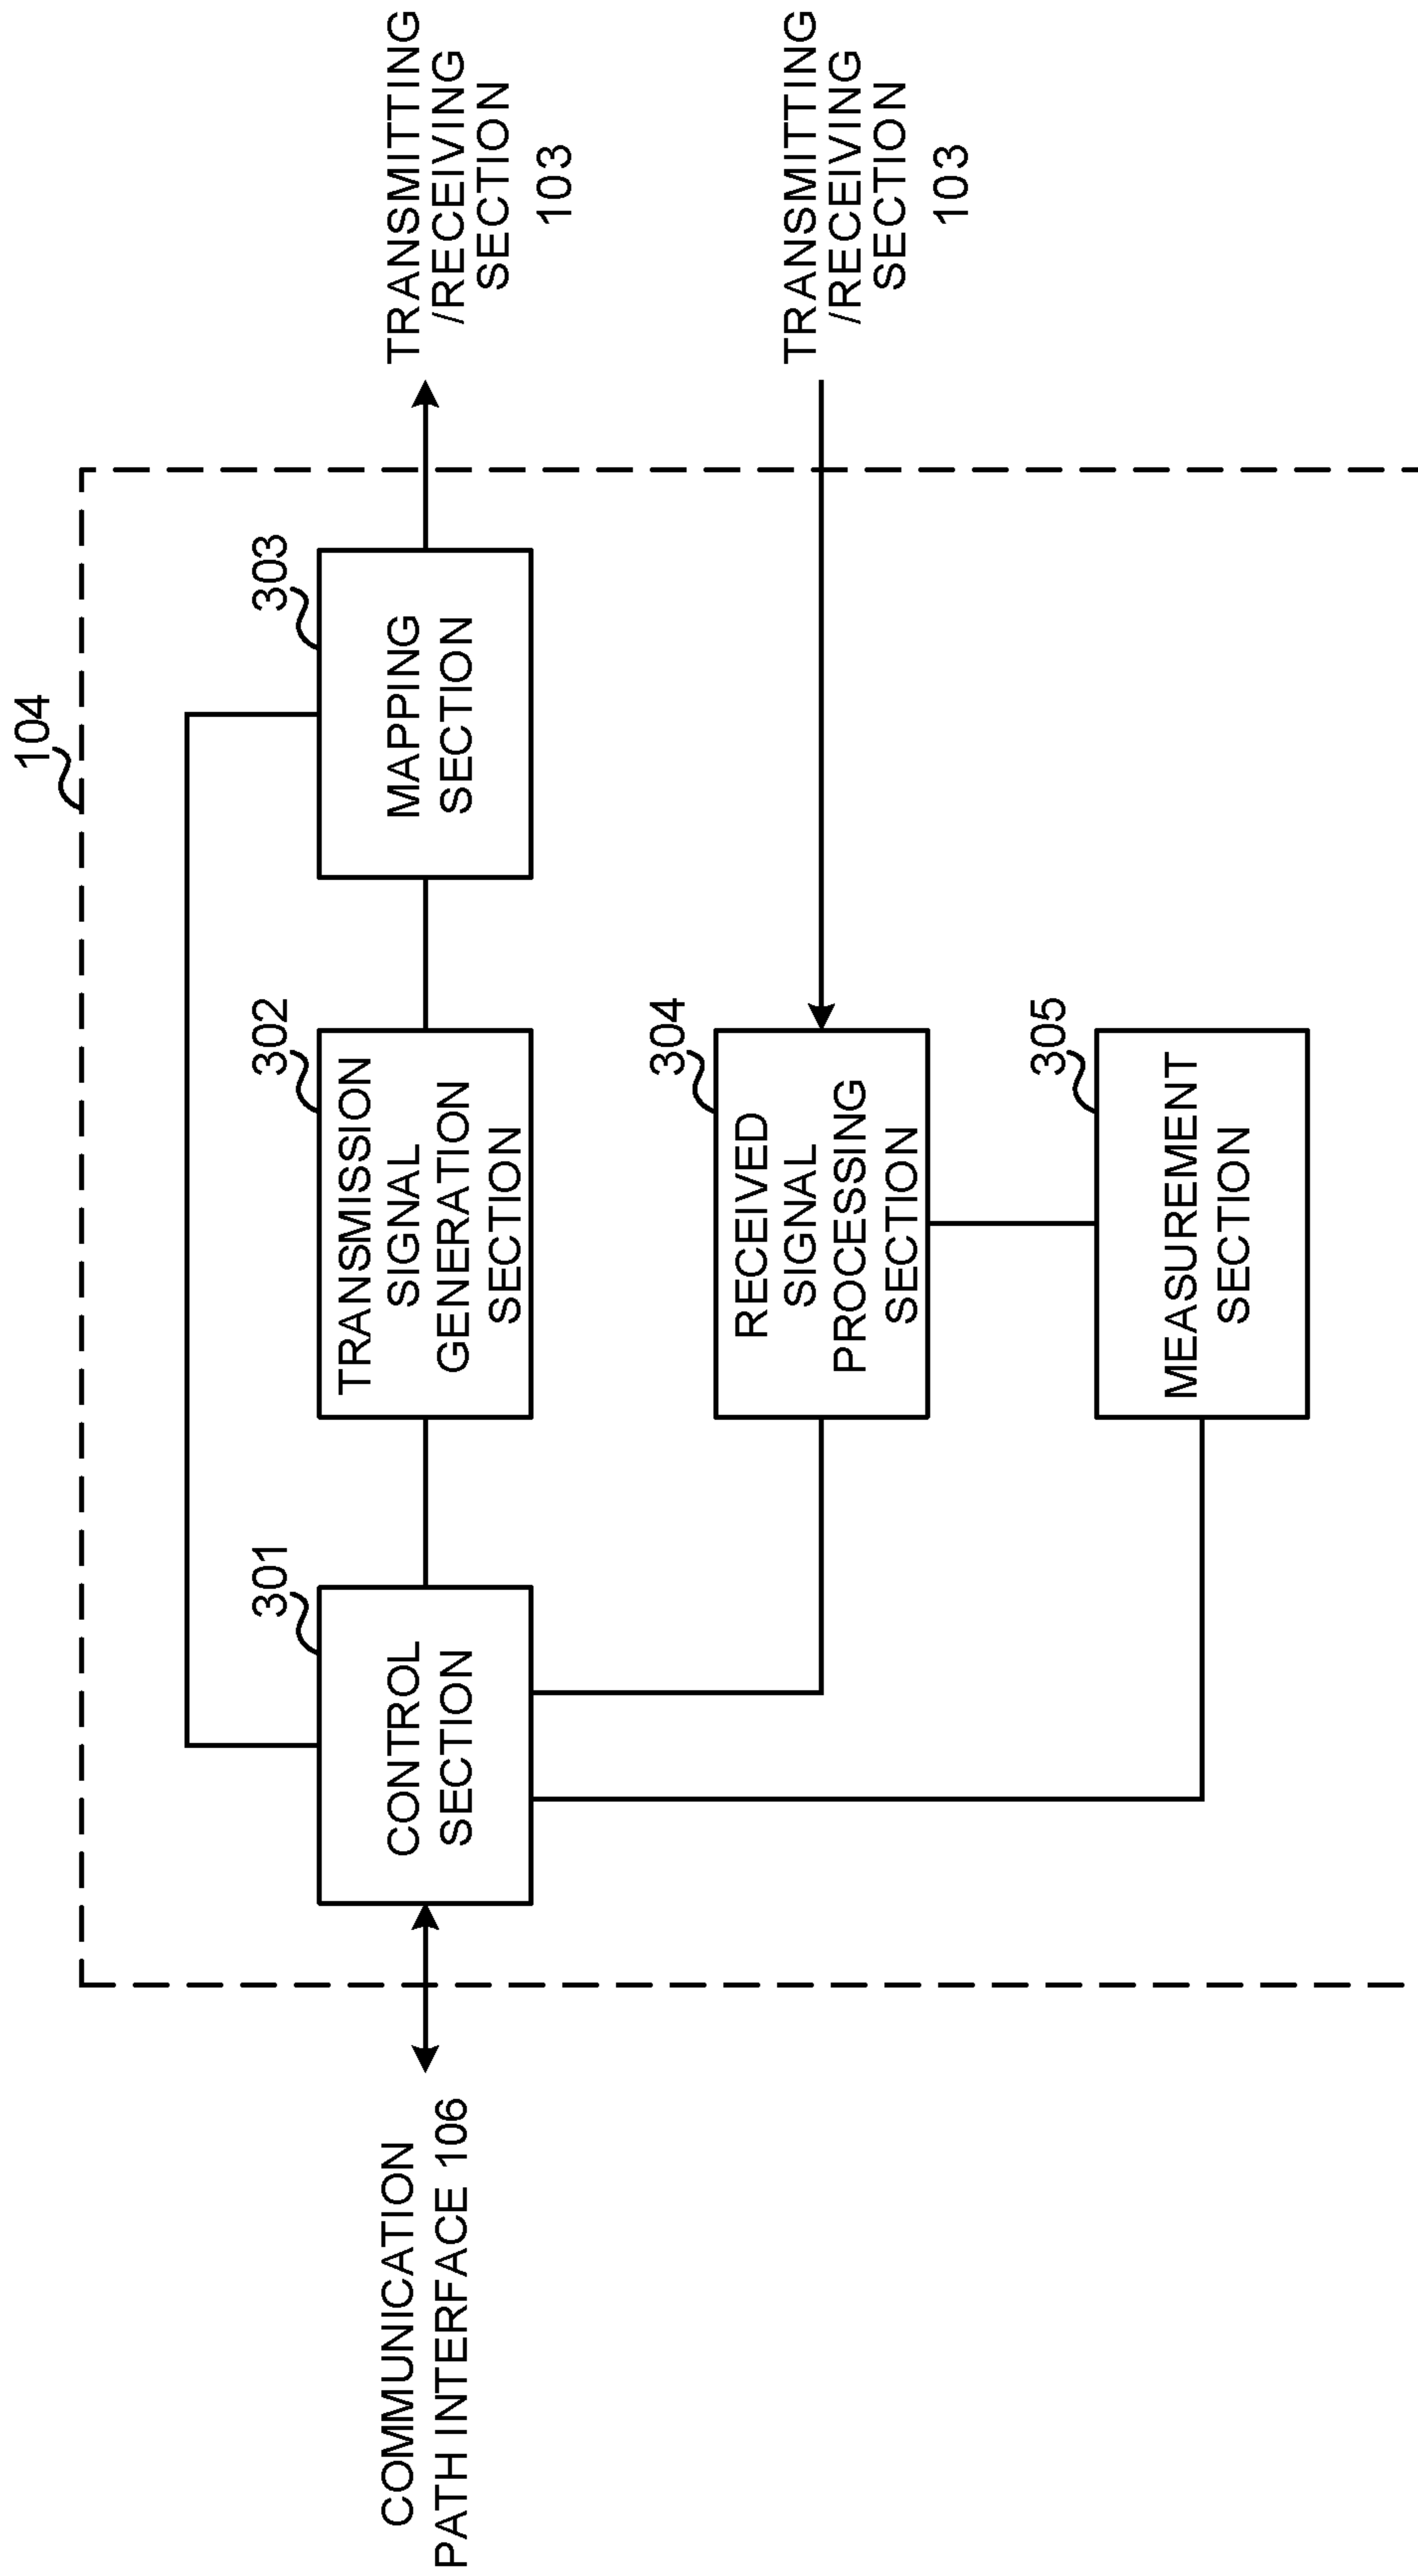 104
COMMUNICATION
PATH INTERFACE 106
301
CONTROL
SECTION
302
TRANSMISSION
SIGNAL
GENERATION
SECTION
303
MAPPING
SECTION
TRANSMITTING
/RECEIVING
SECTION
103
304
RECEIVED
SIGNAL
PROCESSING
SECTION
TRANSMITTING
/RECEIVING
SECTION
103
305
MEASUREMENT
SECTION